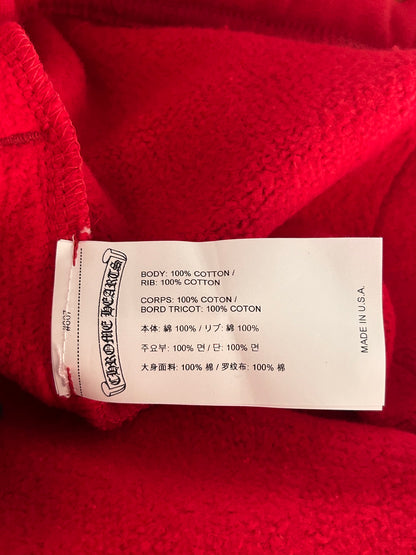 CHROME HEARTS
BODY: 100% COTTON /
RIB: 100% COTTON
CORPS: 100% COTON /
BORD TRICOT: 100% COTON
本体: 綿 100% / リブ: 綿 100%
주요부: 100% 면 / 단: 100% 면
大身面料: 100% 棉 / 罗纹布: 100% 棉
MADE IN U.S.A.